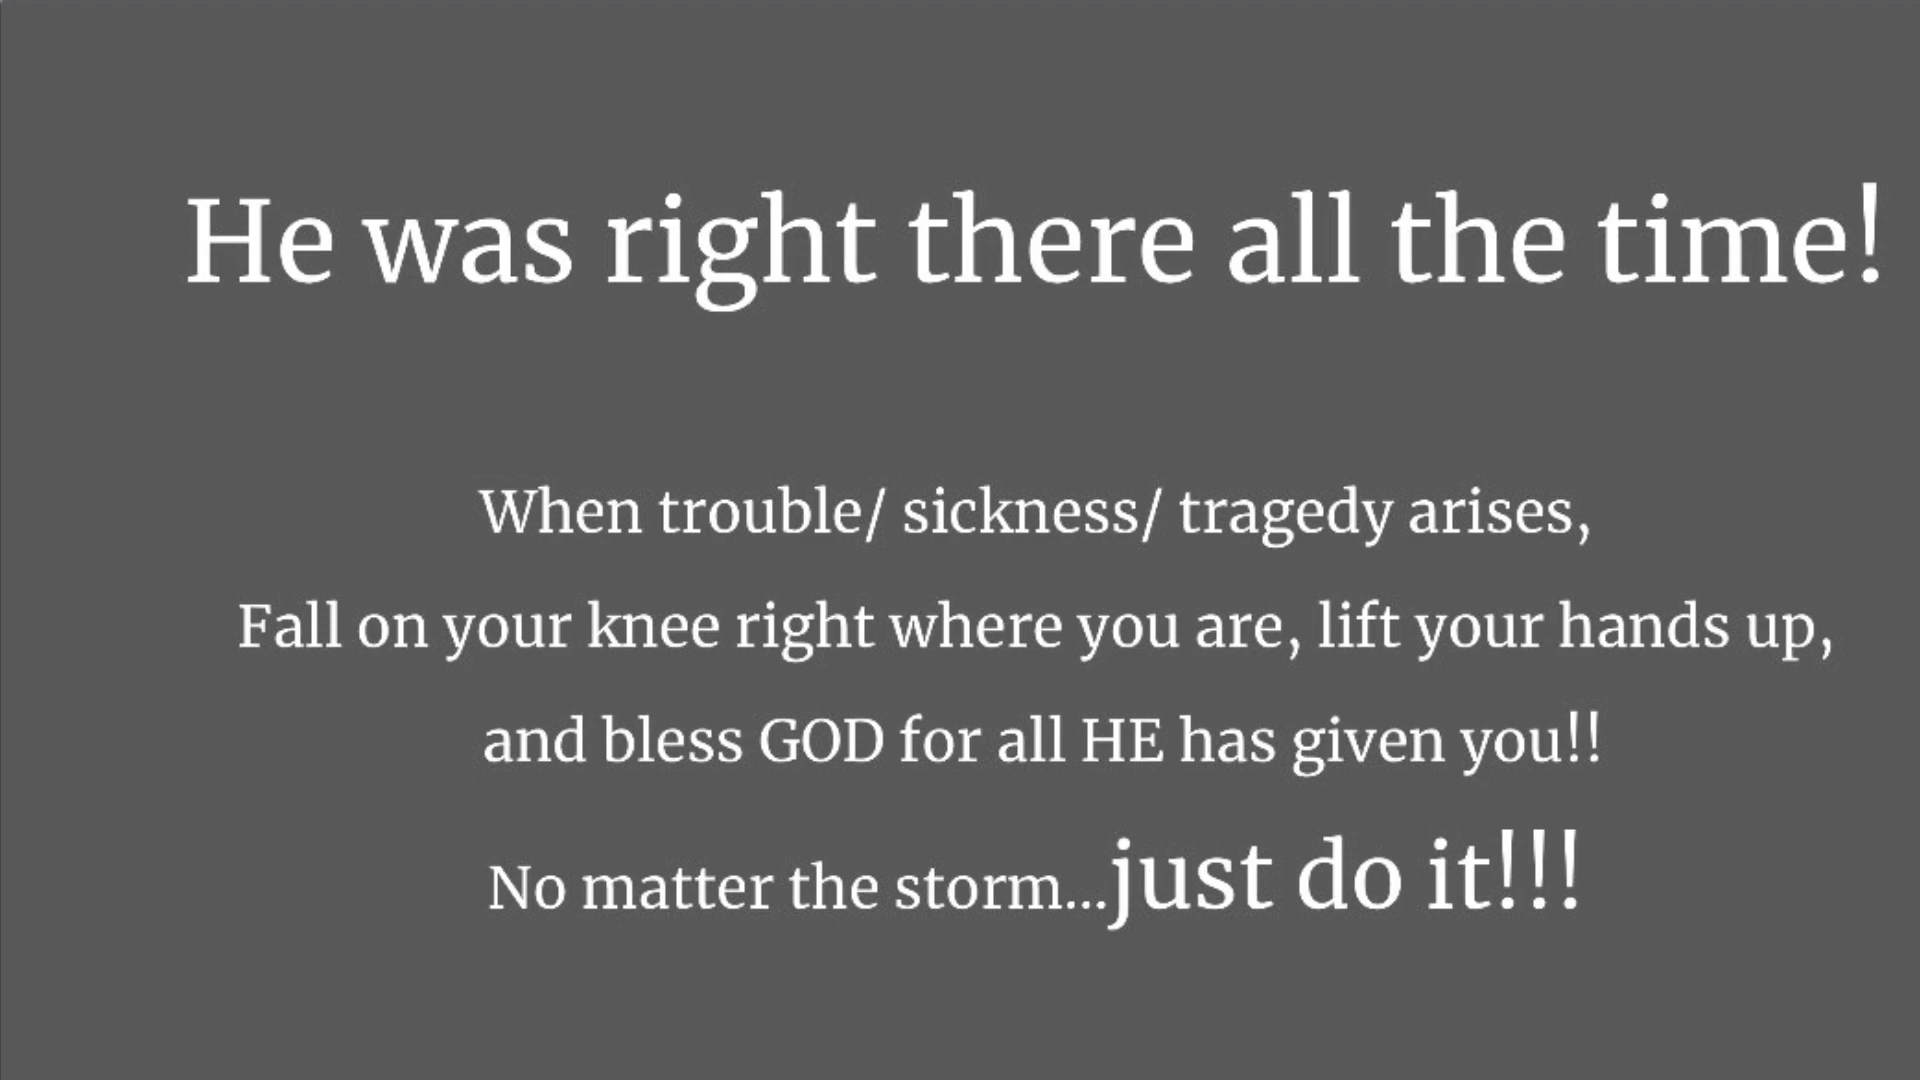 He was right there all the time!
When trouble/ sickness/ tragedy arises,
Fall on your knee right where you are, lift your hands up,
and bless GOD for all HE has given you!!
No matter the storm...just do it!!!